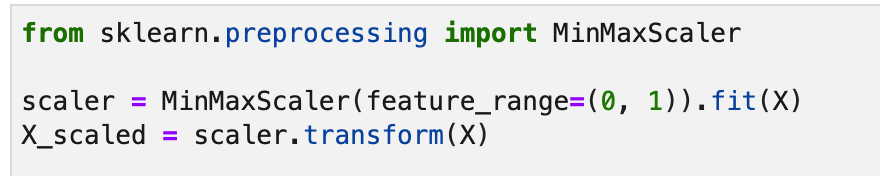 from sklearn.preprocessing import MinMaxScaler
scaler = MinMaxScaler(feature_range=(0, 1)).fit(X)
X_scaled = scaler.transform(X)